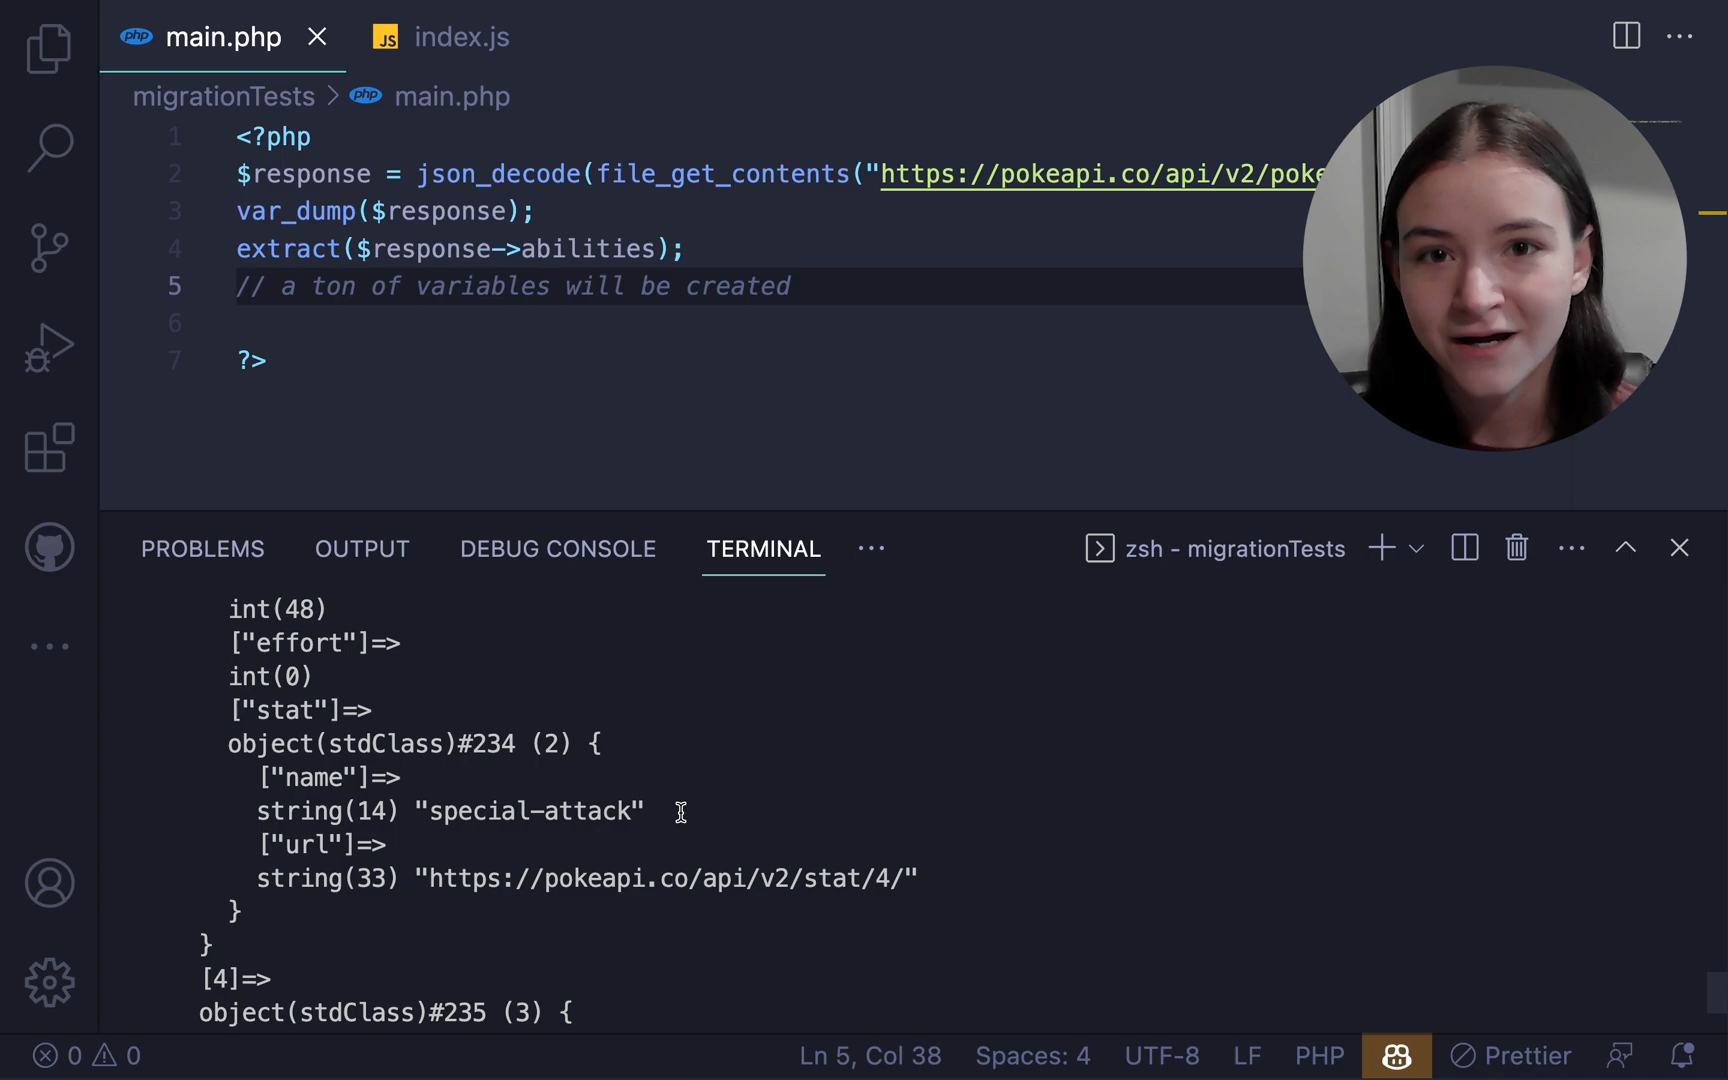 php main.php
JS index.js
migrationTests > php main.php
1 <?php
2 $response = json_decode(file_get_contents("https://pokeapi.co/api/v2/poke
3 var_dump($response);
4 extract($response->abilities);
5 // a ton of variables will be created
6
7 ?>
PROBLEMS OUTPUT DEBUG CONSOLE TERMINAL ... zsh - migrationTests
int(48)
["effort"]=>
int(0)
["stat"]=>
object(stdClass)#234 (2) {
["name"]=>
string(14) "special-attack"
["url"]=>
string(33) "https://pokeapi.co/api/v2/stat/4/"
}
}
[4]=>
object(stdClass)#235 (3) {
0 0 Ln 5, Col 38 Spaces: 4 UTF-8 LF PHP Prettier